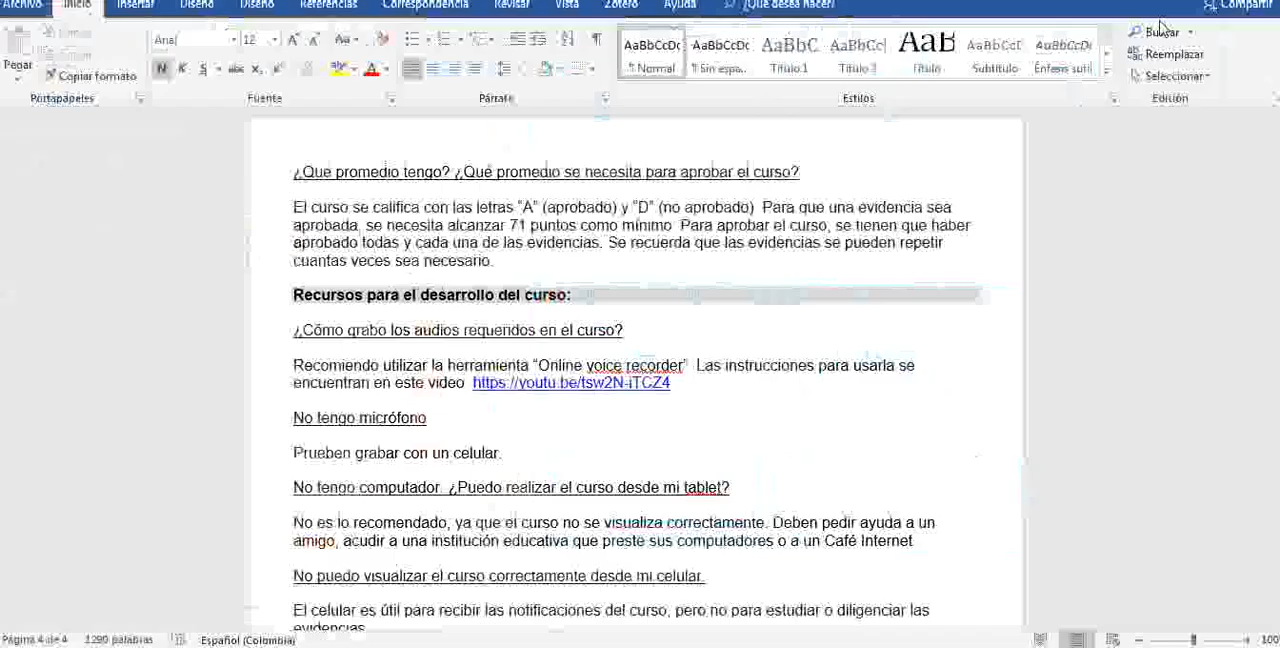 Archivo Inicio Insertar Diseño Diseño Referencias Correspondencia Revisar Vista Zotero Ayuda ¿Qué desea hacer? Compartir
Arial 12 Aa
Pegar Copiar formato
N K S abc
Portapapeles Fuente Párrafo Estilos Edición
AaBbCcDc AaBbCcDc AaBbC AaBbCc AaB AaBbCcD AaBbCcDc
¶ Normal ¶ Sin espa... Título 1 Título Subtítulo Énfasis sutil
Buscar
Reemplazar
Seleccionar
¿Que promedio tengo? ¿Qué promedio se necesita para aprobar el curso?
El curso se califica con las letras “A” (aprobado) y “D” (no aprobado) Para que una evidencia sea
aprobada, se necesita alcanzar 71 puntos como mínimo Para aprobar el curso, se tienen que haber
aprobado todas y cada una de las evidencias. Se recuerda que las evidencias se pueden repetir
cuantas veces sea necesario.
Recursos para el desarrollo del curso:
¿Cómo grabo los audios requeridos en el curso?
Recomiendo utilizar la herramienta “Online voice recorder” Las instrucciones para usarla se
encuentran en este video https://youtu.be/tsw2N-iTCZ4
No tengo micrófono
Prueben grabar con un celular.
No tengo computador. ¿Puedo realizar el curso desde mi tablet?
No es lo recomendado, ya que el curso no se visualiza correctamente. Deben pedir ayuda a un
amigo, acudir a una institución educativa que preste sus computadores o a un Café Internet
No puedo visualizar el curso correctamente desde mi celular.
El celular es útil para recibir las notificaciones del curso, pero no para estudiar o diligenciar las
evidencias
Página 4 de 4 1290 palabras Español (Colombia) 100